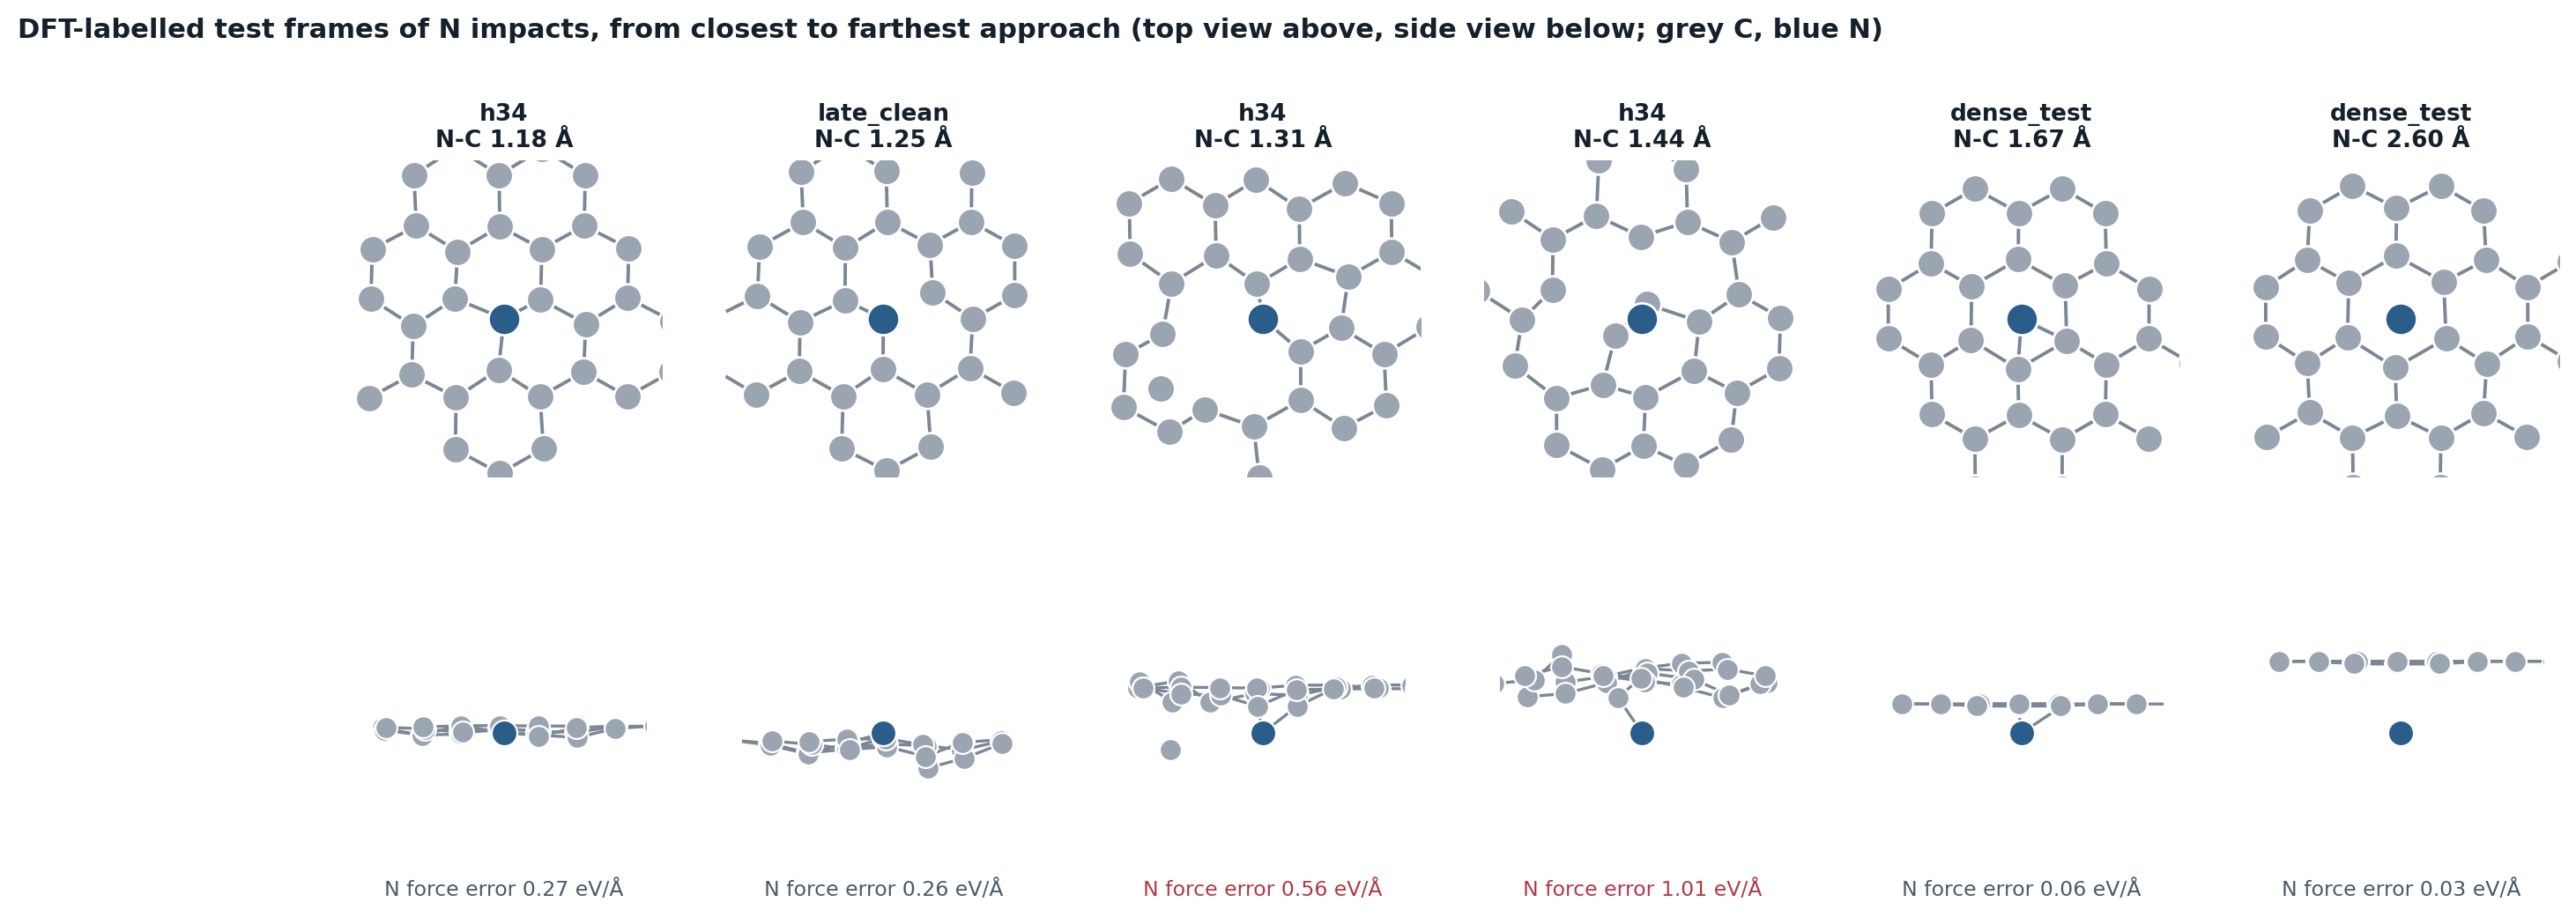 DFT-labelled test frames of N impacts, from closest to farthest approach (top view above, side view below; grey C, blue N)
h34
N-C 1.18 Å
late_clean
N-C 1.25 Å
h34
N-C 1.31 Å
h34
N-C 1.44 Å
dense_test
N-C 1.67 Å
dense_test
N-C 2.60 Å
N force error 0.27 eV/Å
N force error 0.26 eV/Å
N force error 0.56 eV/Å
N force error 1.01 eV/Å
N force error 0.06 eV/Å
N force error 0.03 eV/Å